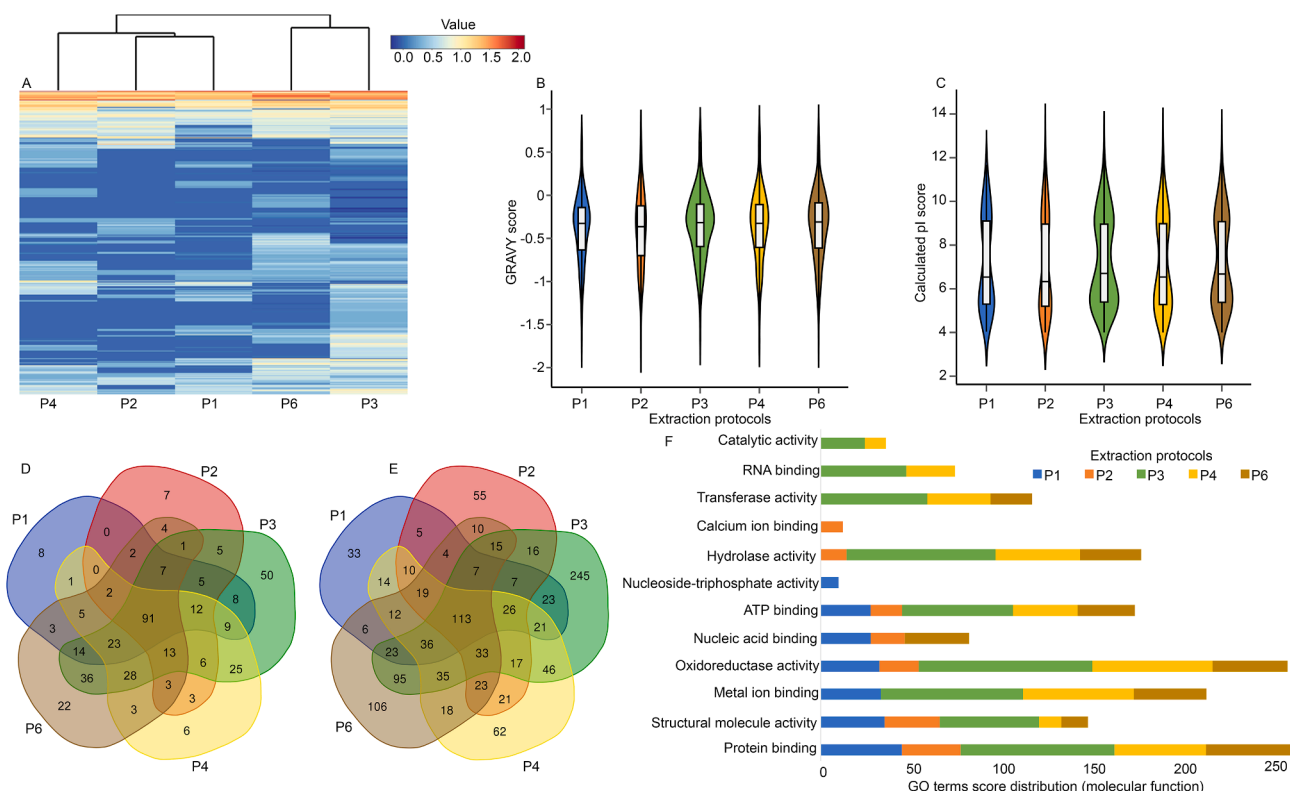 Value
0.0 0.5 1.0 1.5 2.0
A
P4 P2 P1 P6 P3
B
GRAVY score
1
0.5
0
-0.5
-1
-1.5
-2
P1 P2 P3 P4 P6
Extraction protocols
C
Calculated pI score
14
12
10
8
6
4
2
P1 P2 P3 P4 P6
Extraction protocols
D
P2
7
P1
P3
0 4
8 2 1 5 50
1 0 7 5
2 8
5 91 12 9
3 23
14 13 6 25
36 28
3
22 3 3
P6 6
P4
E
P2
55
P1
P3
5 10
33 4 15 16 245
14 10 7 7
19 23
12 113 26 21
6 36
23 33 17 46
95 35
23
106 18 21
P6 62
P4
F
Extraction protocols
P1 P2 P3 P4 P6
Catalytic activity
RNA binding
Transferase activity
Calcium ion binding
Hydrolase activity
Nucleoside-triphosphate activity
ATP binding
Nucleic acid binding
Oxidoreductase activity
Metal ion binding
Structural molecule activity
Protein binding
0 50 100 150 200 250
GO terms score distribution (molecular function)